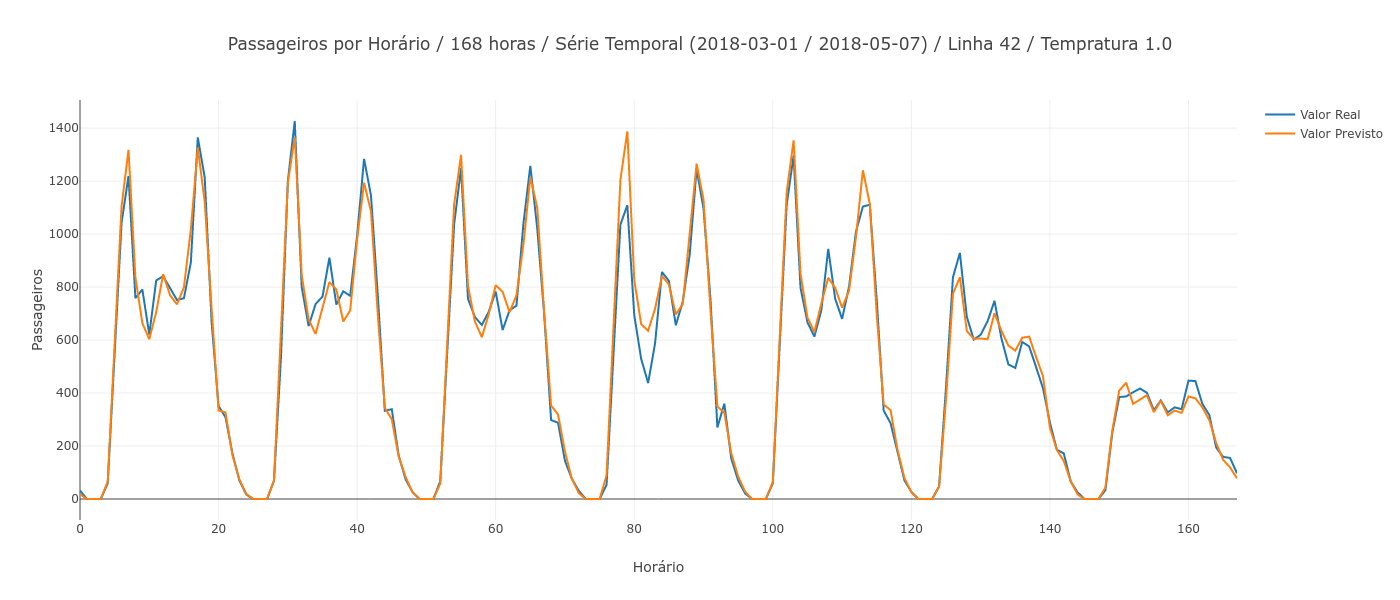 Passageiros por Horário / 168 horas / Série Temporal (2018-03-01 / 2018-05-07) / Linha 42 / Tempratura 1.0
Valor Real
Valor Previsto
Passageiros
1400
1200
1000
800
600
400
200
0
0 20 40 60 80 100 120 140 160
Horário